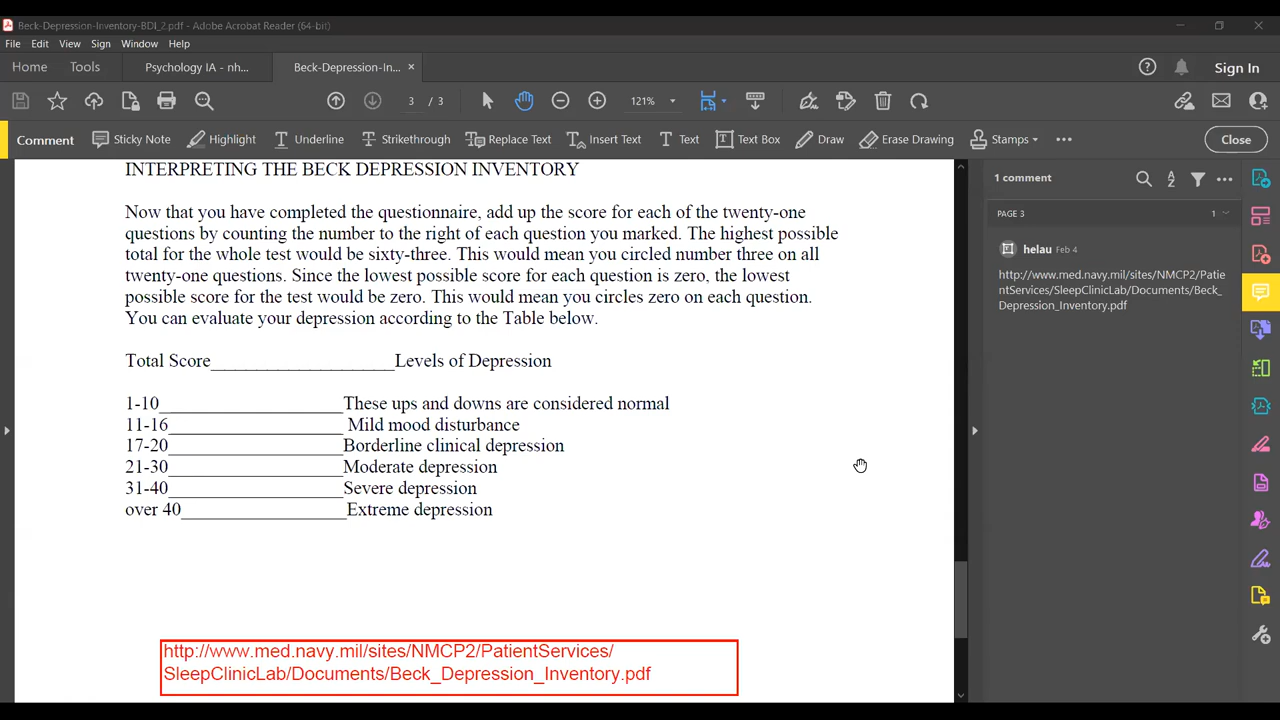 Beck-Depression-Inventory-BDI_2.pdf - Adobe Acrobat Reader (64-bit)
File Edit View Sign Window Help
Home Tools Psychology IA - nh... Beck-Depression-In... × Sign In
3 / 3 121%
Comment Sticky Note Highlight Underline Strikethrough Replace Text Insert Text Text Text Box Draw Erase Drawing Stamps Close
INTERPRETING THE BECK DEPRESSION INVENTORY
Now that you have completed the questionnaire, add up the score for each of the twenty-one
questions by counting the number to the right of each question you marked. The highest possible
total for the whole test would be sixty-three. This would mean you circled number three on all
twenty-one questions. Since the lowest possible score for each question is zero, the lowest
possible score for the test would be zero. This would mean you circles zero on each question.
You can evaluate your depression according to the Table below.
Total Score__________________Levels of Depression
1-10__________________These ups and downs are considered normal
11-16_________________ Mild mood disturbance
17-20_________________Borderline clinical depression
21-30_________________Moderate depression
31-40_________________Severe depression
over 40________________Extreme depression
http://www.med.navy.mil/sites/NMCP2/PatientServices/
SleepClinicLab/Documents/Beck_Depression_Inventory.pdf
1 comment
PAGE 3 1
helau Feb 4
http://www.med.navy.mil/sites/NMCP2/Patie
ntServices/SleepClinicLab/Documents/Beck_
Depression_Inventory.pdf